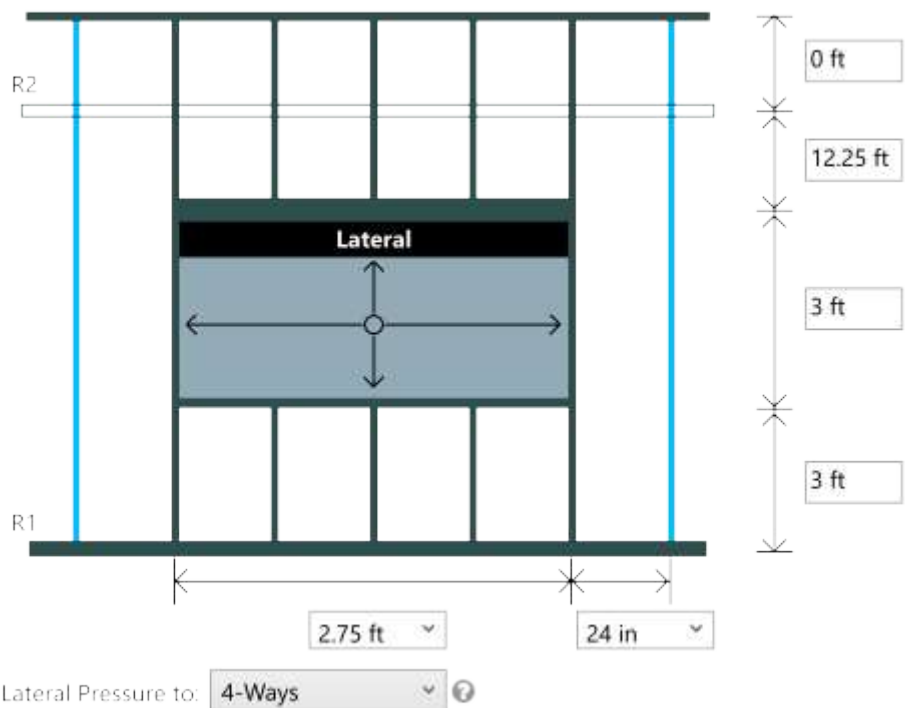 R2
0 ft
12.25 ft
Lateral
3 ft
3 ft
R1
2.75 ft
24 in
Lateral Pressure to: 4-Ways
?